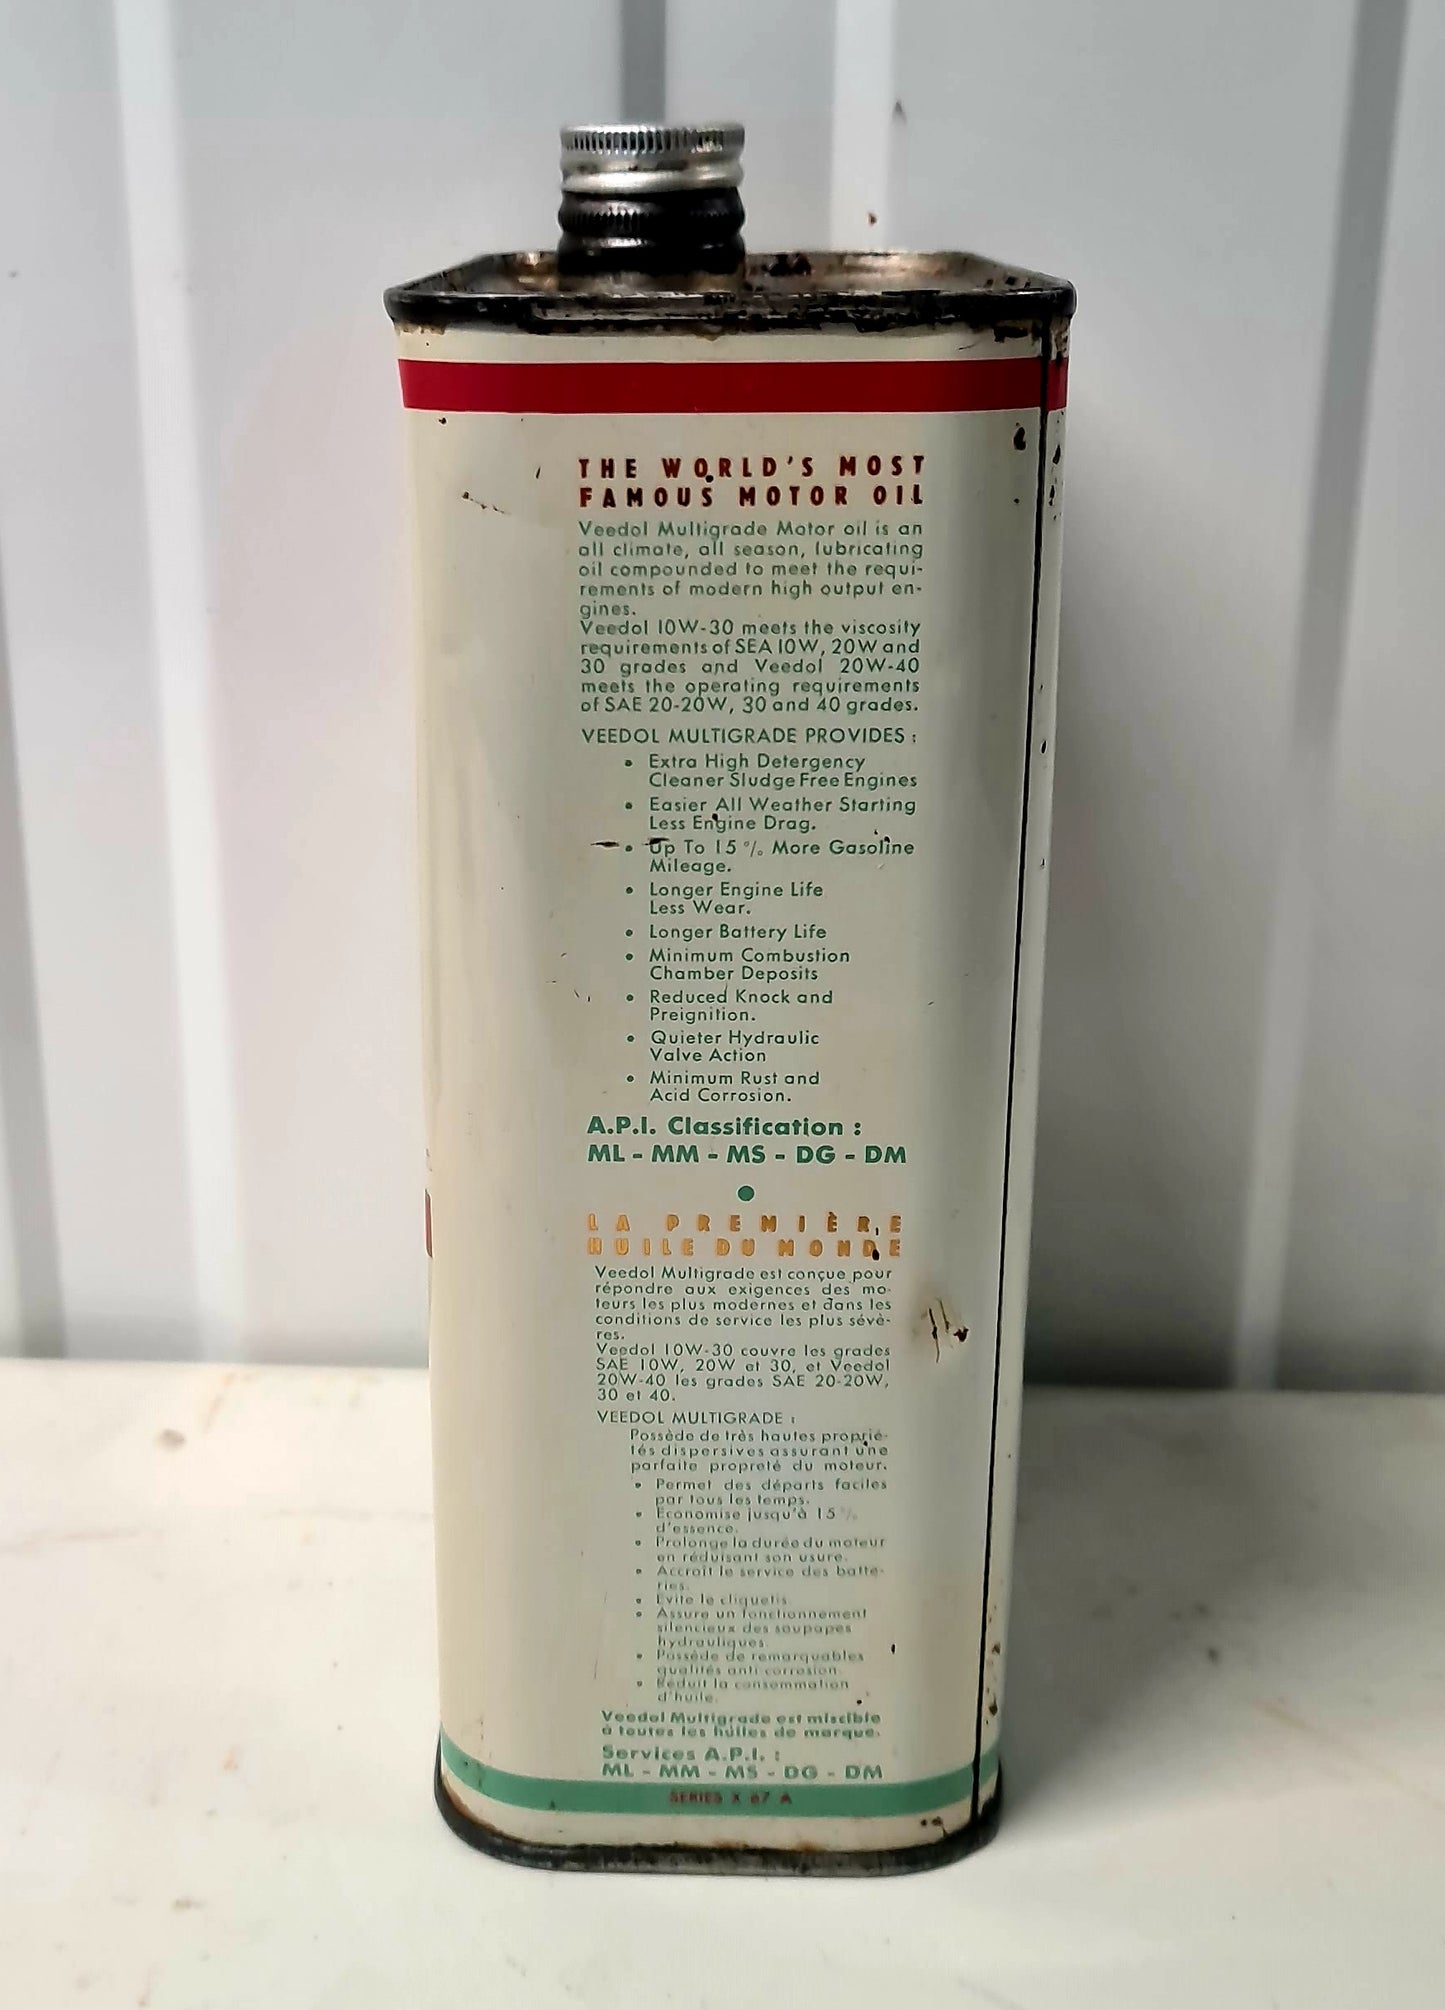 THE WORLD'S MOST
FAMOUS MOTOR OIL
Veedol Multigrade Motor oil is an
all climate, all season, lubricating
oil compounded to meet the requi-
rements of modern high output en-
gines.
Veedol 10W-30 meets the viscosity
requirements of SEA 10W, 20W and
30 grades and Veedol 20W-40
meets the operating requirements
of SAE 20-20W, 30 and 40 grades.
VEEDOL MULTIGRADE PROVIDES :
• Extra High Detergency
Cleaner Sludge Free Engines
• Easier All Weather Starting
Less Engine Drag.
• Up To 15 % More Gasoline
Mileage.
• Longer Engine Life
Less Wear.
• Longer Battery Life
• Minimum Combustion
Chamber Deposits
• Reduced Knock and
Preignition.
• Quieter Hydraulic
Valve Action
• Minimum Rust and
Acid Corrosion.
A.P.I. Classification :
ML - MM - MS - DG - DM
LA PREMIÈRE
HUILE DU MONDE
Veedol Multigrade est conçue pour
répondre aux exigences des mo-
teurs les plus modernes et dans les
conditions de service les plus sévè-
res.
Veedol 10W-30 couvre les grades
SAE 10W, 20W et 30, et Veedol
20W-40 les grades SAE 20-20W,
30 et 40.
VEEDOL MULTIGRADE :
Possède de très hautes proprié-
tés dispersives assurant une
parfaite propreté du moteur.
• Permet des départs faciles
par tous les temps.
• Economise jusqu'à 15 %
d'essence.
• Prolonge la durée du moteur
en réduisant son usure.
• Accroît le service des batte-
ries.
• Evite le cliquetis
• Assure un fonctionnement
silencieux des soupapes
hydrauliques.
• Possède de remarquables
qualités anti corrosion.
• Réduit la consommation
d'huile.
Veedol Multigrade est miscible
à toutes les huiles de marque.
Services A.P.I. :
ML - MM - MS - DG - DM
SERIES X 67 A